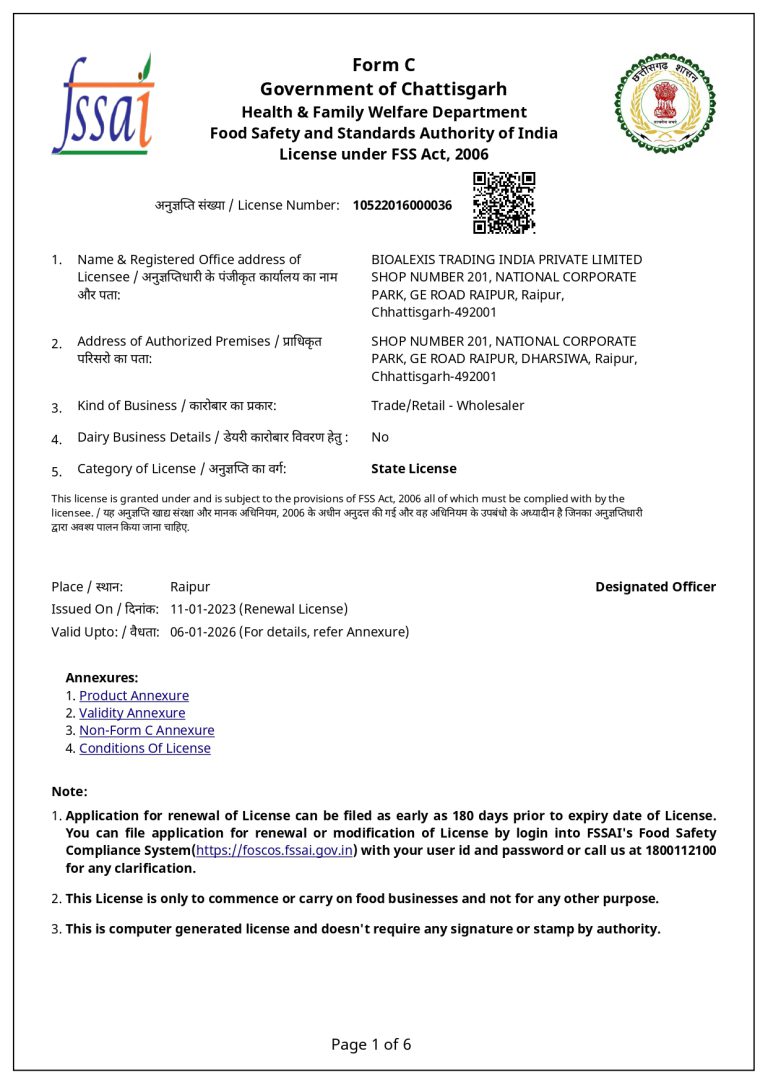 fssai
Form C
Government of Chattisgarh
Health & Family Welfare Department
Food Safety and Standards Authority of India
License under FSS Act, 2006
छत्तीसगढ़ शासन
अनुज्ञप्ति संख्या / License Number: 10522016000036
1. Name & Registered Office address of
Licensee / अनुज्ञप्तिधारी के पंजीकृत कार्यालय का नाम
और पता:
BIOALEXIS TRADING INDIA PRIVATE LIMITED
SHOP NUMBER 201, NATIONAL CORPORATE
PARK, GE ROAD RAIPUR, Raipur,
Chhattisgarh-492001
2. Address of Authorized Premises / प्राधिकृत
परिसरो का पता:
SHOP NUMBER 201, NATIONAL CORPORATE
PARK, GE ROAD RAIPUR, DHARSIWA, Raipur,
Chhattisgarh-492001
3. Kind of Business / कारोबार का प्रकार: Trade/Retail - Wholesaler
4. Dairy Business Details / डेयरी कारोबार विवरण हेतु : No
5. Category of License / अनुज्ञप्ति का वर्ग: State License
This license is granted under and is subject to the provisions of FSS Act, 2006 all of which must be complied with by the
licensee. / यह अनुज्ञप्ति खाद्य संरक्षा और मानक अधिनियम, 2006 के अधीन अनुदत्त की गई और वह अधिनियम के उपबंधो के अध्यादीन है जिनका अनुज्ञप्तिधारी
द्वारा अवश्य पालन किया जाना चाहिए.
Place / स्थान: Raipur Designated Officer
Issued On / दिनांक: 11-01-2023 (Renewal License)
Valid Upto: / वैधता: 06-01-2026 (For details, refer Annexure)
Annexures:
1. Product Annexure
2. Validity Annexure
3. Non-Form C Annexure
4. Conditions Of License
Note:
1. Application for renewal of License can be filed as early as 180 days prior to expiry date of License.
You can file application for renewal or modification of License by login into FSSAI's Food Safety
Compliance System(https://foscos.fssai.gov.in) with your user id and password or call us at 1800112100
for any clarification.
2. This License is only to commence or carry on food businesses and not for any other purpose.
3. This is computer generated license and doesn't require any signature or stamp by authority.
Page 1 of 6